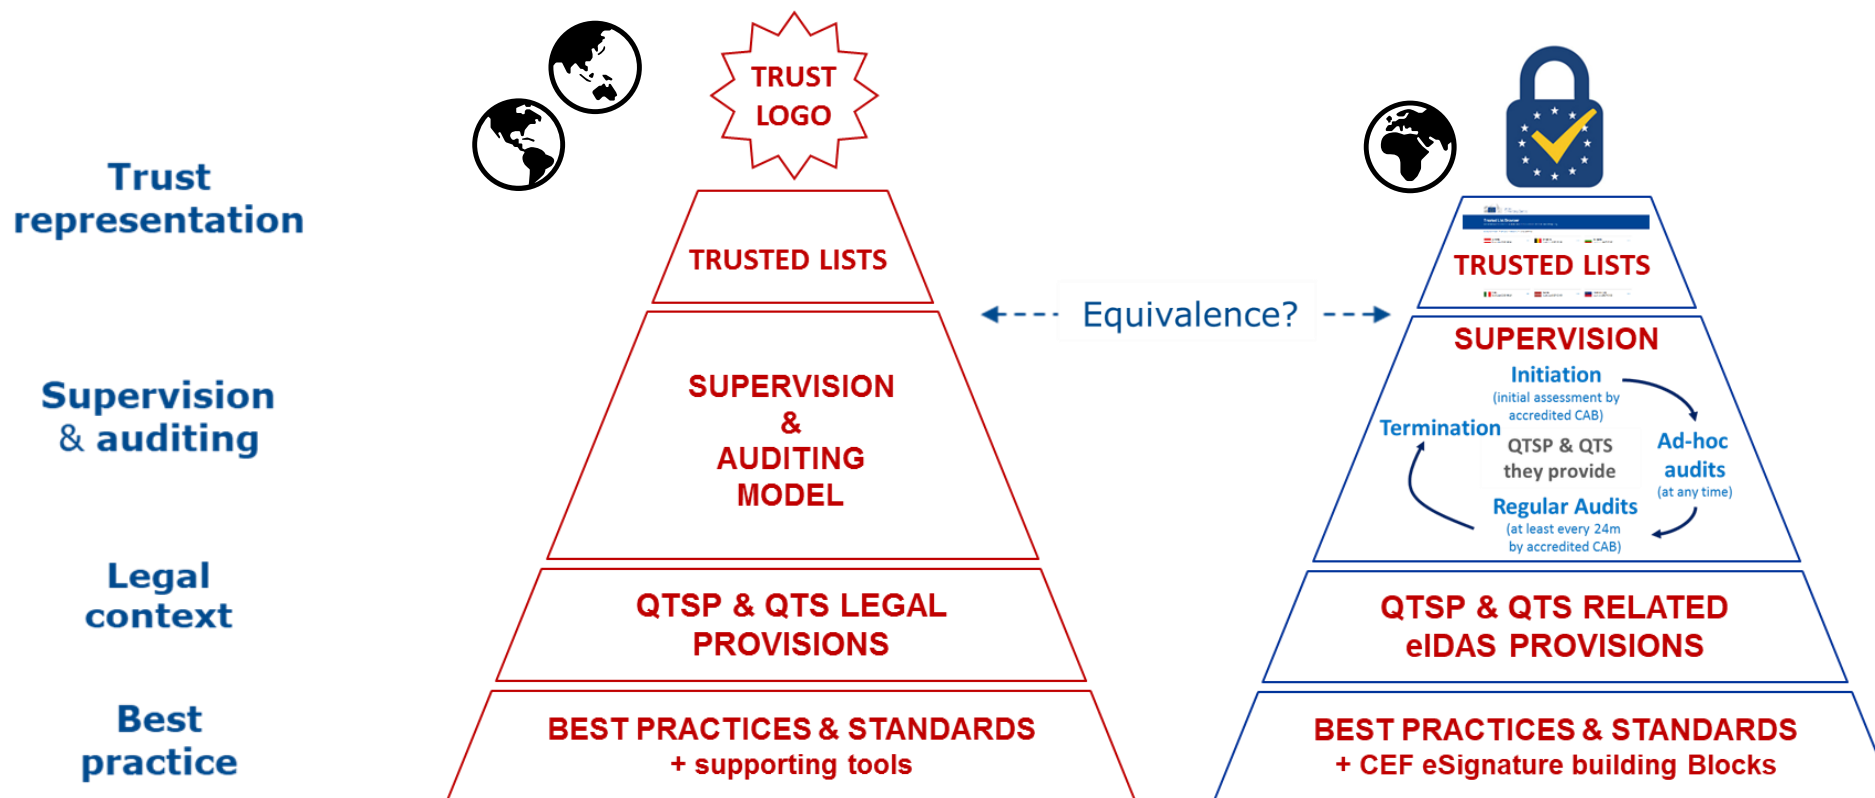 Trust
representation
Supervision
& auditing
Legal
context
Best
practice
TRUST
LOGO
TRUSTED LISTS
SUPERVISION
&
AUDITING
MODEL
QTSP & QTS LEGAL
PROVISIONS
BEST PRACTICES & STANDARDS
+ supporting tools
Equivalence?
TRUSTED LISTS
SUPERVISION
Initiation
(initial assessment by
accredited CAB)
Termination
QTSP & QTS
they provide
Ad-hoc
audits
(at any time)
Regular Audits
(at least every 24m
by accredited CAB)
QTSP & QTS RELATED
eIDAS PROVISIONS
BEST PRACTICES & STANDARDS
+ CEF eSignature building Blocks